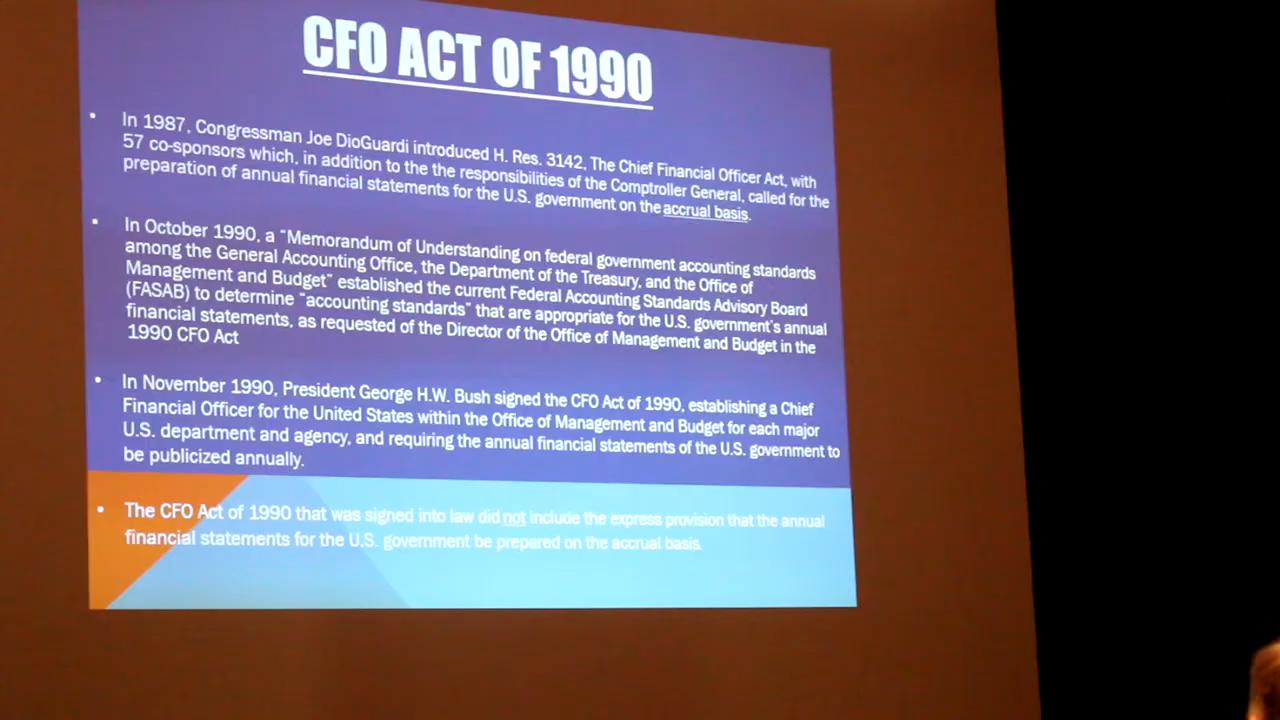 CFO ACT OF 1990
• In 1987, Congressman Joe DioGuardi introduced H. Res. 3142, The Chief Financial Officer Act, with
57 co-sponsors which, in addition to the the responsibilities of the Comptroller General, called for the
preparation of annual financial statements for the U.S. government on the accrual basis.
• In October 1990, a “Memorandum of Understanding on federal government accounting standards
among the General Accounting Office, the Department of the Treasury, and the Office of
Management and Budget” established the current Federal Accounting Standards Advisory Board
(FASAB) to determine “accounting standards” that are appropriate for the U.S. government’s annual
financial statements, as requested of the Director of the Office of Management and Budget in the
1990 CFO Act
• In November 1990, President George H.W. Bush signed the CFO Act of 1990, establishing a Chief
Financial Officer for the United States within the Office of Management and Budget for each major
U.S. department and agency, and requiring the annual financial statements of the U.S. government to
be publicized annually.
• The CFO Act of 1990 that was signed into law did not include the express provision that the annual
financial statements for the U.S. government be prepared on the accrual basis.